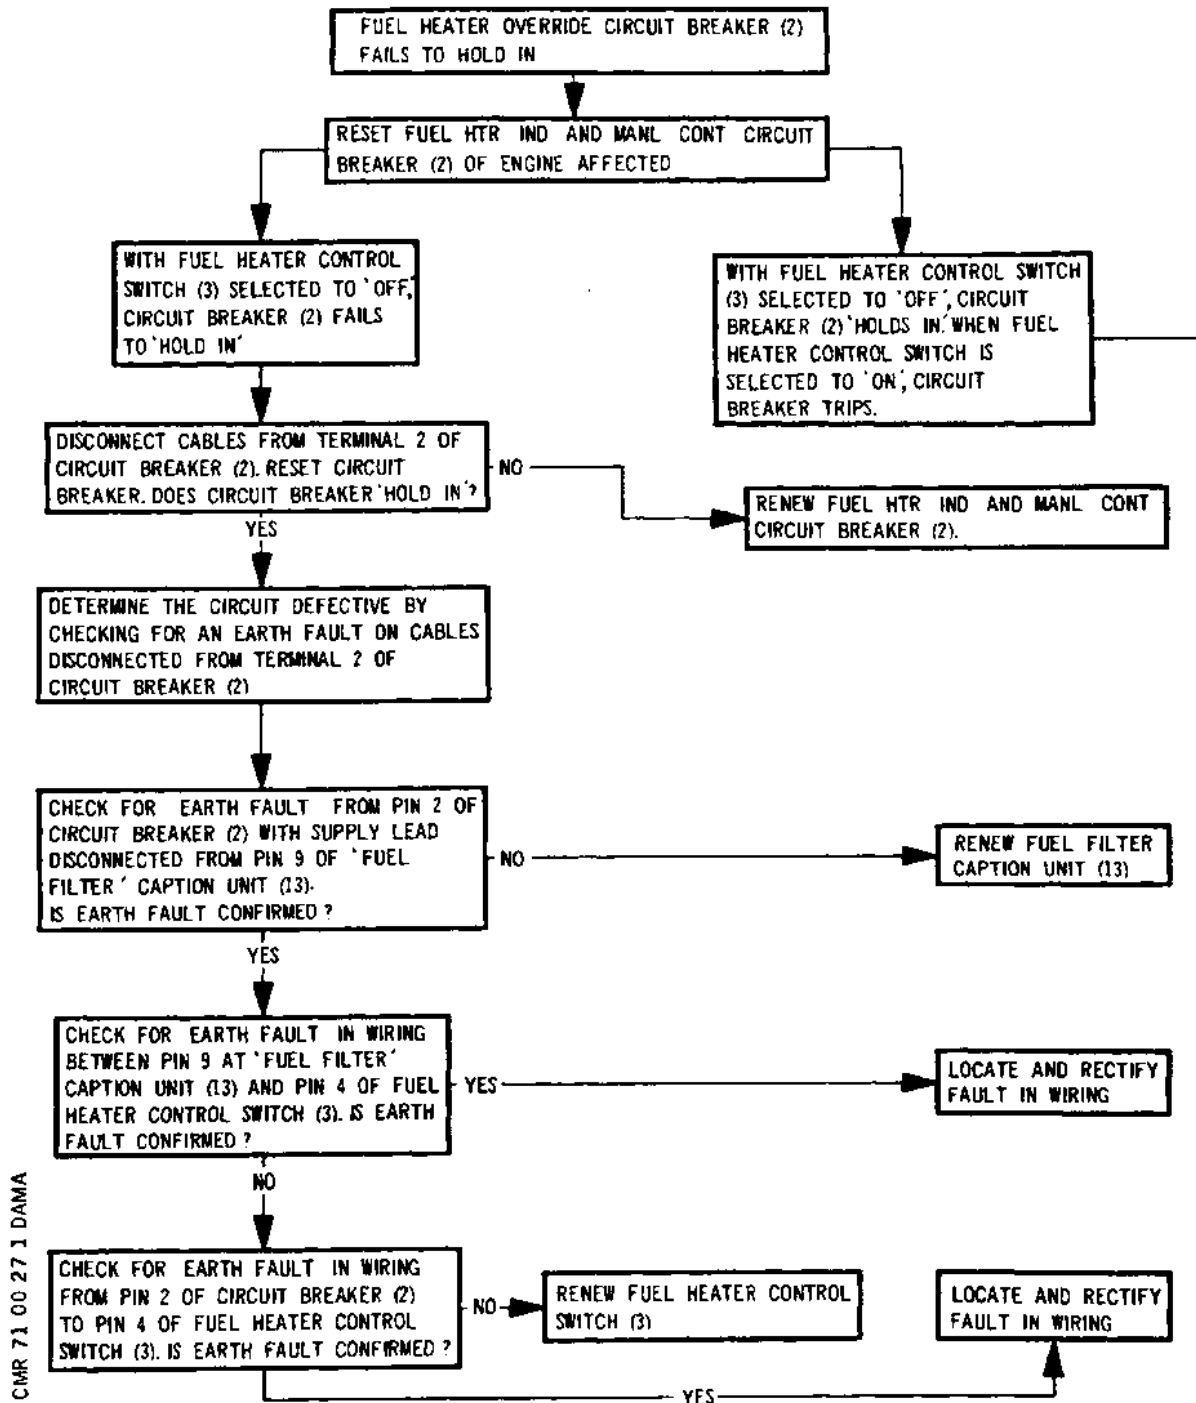 FUEL HEATER OVERRIDE CIRCUIT BREAKER (2)
FAILS TO HOLD IN
RESET FUEL HTR IND AND MANL CONT CIRCUIT
BREAKER (2) OF ENGINE AFFECTED
WITH FUEL HEATER CONTROL
SWITCH (3) SELECTED TO 'OFF,'
CIRCUIT BREAKER (2) FAILS
TO 'HOLD IN'
WITH FUEL HEATER CONTROL SWITCH
(3) SELECTED TO 'OFF', CIRCUIT
BREAKER (2) 'HOLDS IN.' WHEN FUEL
HEATER CONTROL SWITCH IS
SELECTED TO 'ON', CIRCUIT
BREAKER TRIPS.
DISCONNECT CABLES FROM TERMINAL 2 OF
CIRCUIT BREAKER (2). RESET CIRCUIT
BREAKER. DOES CIRCUIT BREAKER 'HOLD IN'?
NO
RENEW FUEL HTR IND AND MANL CONT
CIRCUIT BREAKER (2).
YES
DETERMINE THE CIRCUIT DEFECTIVE BY
CHECKING FOR AN EARTH FAULT ON CABLES
DISCONNECTED FROM TERMINAL 2 OF
CIRCUIT BREAKER (2)
CHECK FOR EARTH FAULT FROM PIN 2 OF
CIRCUIT BREAKER (2) WITH SUPPLY LEAD
DISCONNECTED FROM PIN 9 OF 'FUEL
FILTER' CAPTION UNIT (13).
IS EARTH FAULT CONFIRMED?
NO
RENEW FUEL FILTER
CAPTION UNIT (13)
YES
CHECK FOR EARTH FAULT IN WIRING
BETWEEN PIN 9 AT 'FUEL FILTER'
CAPTION UNIT (13) AND PIN 4 OF FUEL
HEATER CONTROL SWITCH (3). IS EARTH
FAULT CONFIRMED?
YES
LOCATE AND RECTIFY
FAULT IN WIRING
NO
CHECK FOR EARTH FAULT IN WIRING
FROM PIN 2 OF CIRCUIT BREAKER (2)
TO PIN 4 OF FUEL HEATER CONTROL
SWITCH (3). IS EARTH FAULT CONFIRMED?
NO
RENEW FUEL HEATER CONTROL
SWITCH (3)
LOCATE AND RECTIFY
FAULT IN WIRING
YES
CMR 71 00 27 1 DAMA